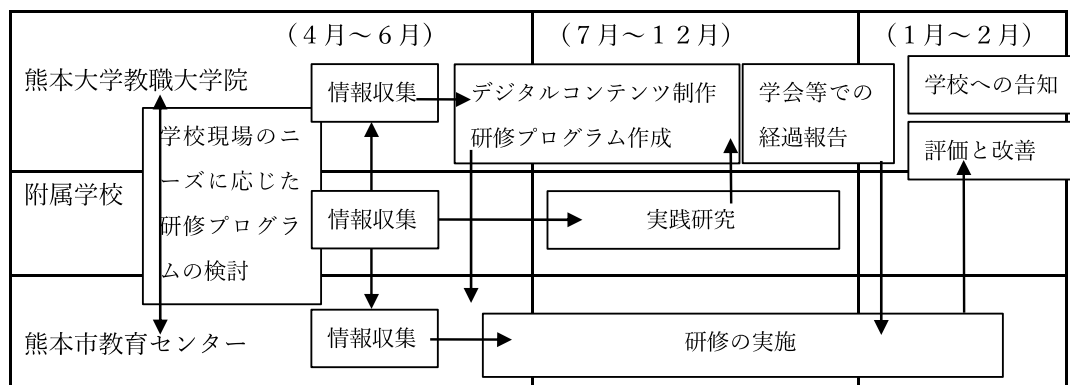 （４月～６月）
（７月～１２月）
（１月～２月）
熊本大学教職大学院
情報収集
デジタルコンテンツ制作
研修プログラム作成
学会等での
経過報告
学校への告知
評価と改善
学校現場のニ
ーズに応じた
研修プログラ
ムの検討
附属学校
情報収集
実践研究
熊本市教育センター
情報収集
研修の実施